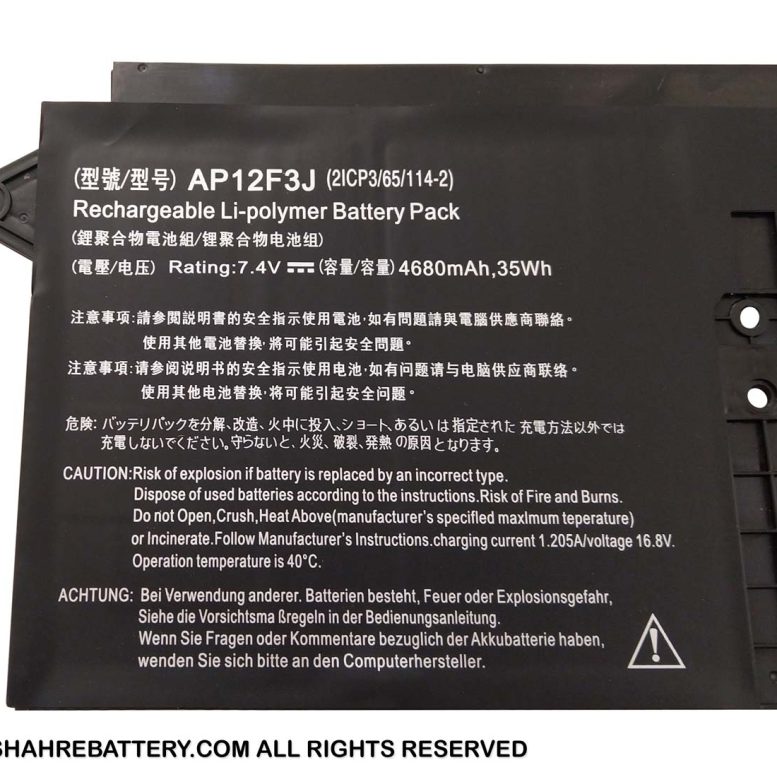 (型號/型号) AP12F3J (2ICP3/65/114-2)
Rechargeable Li-polymer Battery Pack
(鋰聚合物電池組/锂聚合物电池组)
(電壓/电压) Rating:7.4V (容量/容量) 4680mAh,35Wh
注意事項:請參閱說明書的安全指示使用電池,如有問題請與電腦供應商聯絡。
使用其他電池替換,將可能引起安全問題。
注意事项:请参阅说明书的安全指示使用电池,如有问题请与电脑供应商联络。
使用其他电池替换,将可能引起安全问题。
危険: バッテリパックを分解、改造、火中に投入、ショート、あるいは指定された充電方法以外では
充電しないでください。守らないと、火災、破裂、発熱の原因となります。
CAUTION:Risk of explosion if battery is replaced by an incorrect type.
Dispose of used batteries according to the instructions.Risk of Fire and Burns.
Do not Open,Crush,Heat Above(manufacturer's specified maxlmum teperature)
or Incinerate.Follow Manufacturer's Instructions.charging current 1.205A/voltage 16.8V.
Operation temperature is 40°C.
ACHTUNG: Bei Verwendung anderer. Batterien besteht, Feuer oder Explosionsgefahr,
Siehe die Vorsichtsma ßregeln in der Bedienungsanleitung.
Wenn Sie Fragen oder Kommentare bezuglich der Akkubatterie haben,
wenden Sie sich bitte an den Computerhersteller.
SHAHREBATTERY.COM ALL RIGHTS RESERVED